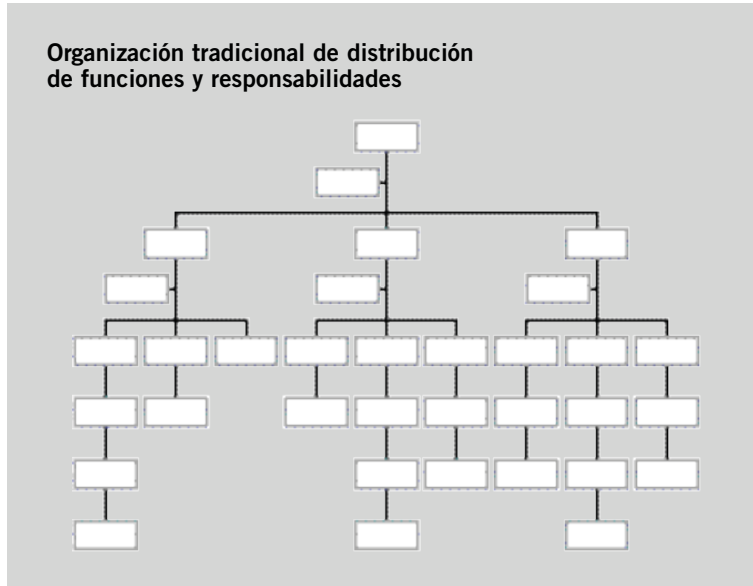 Organización tradicional de distribución
de funciones y responsabilidades